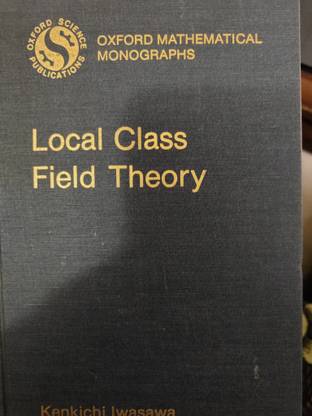 OXFORD SCIENCE PUBLICATIONS
OXFORD MATHEMATICAL
MONOGRAPHS
Local Class
Field Theory
Kenkichi Iwasawa